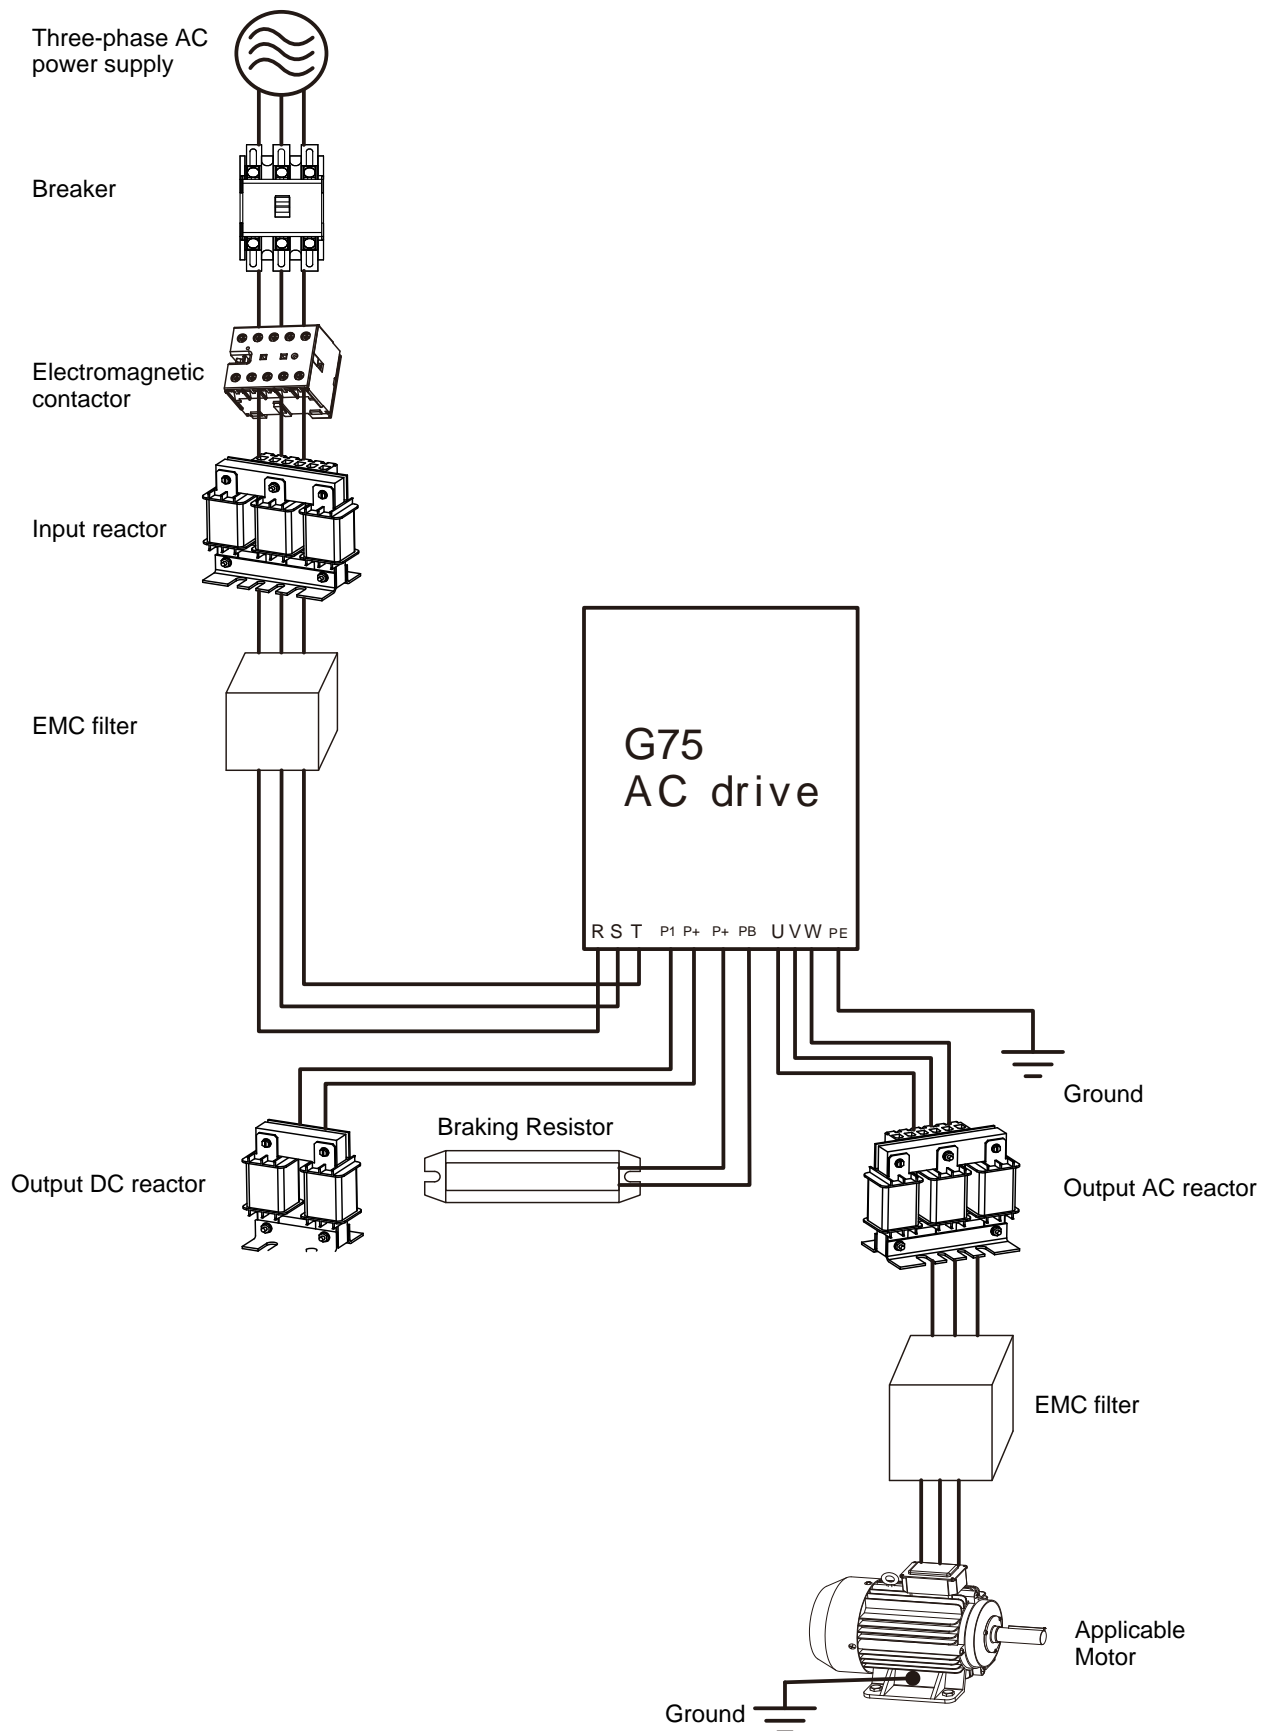 Three-phase AC
power supply
Breaker
Electromagnetic
contactor
Input reactor
EMC filter
G75
AC drive
R S T P1 P+ P+ PB U V W PE
Ground
Braking Resistor
Output DC reactor
Output AC reactor
EMC filter
Applicable
Motor
Ground